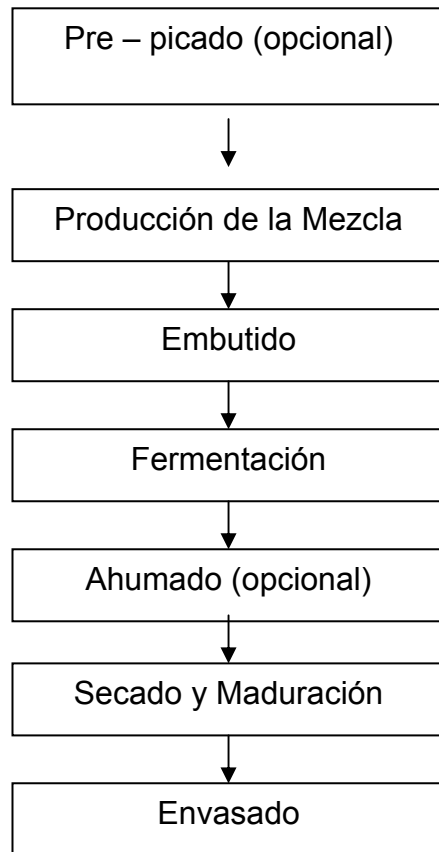 Pre – picado (opcional)
Producción de la Mezcla
Embutido
Fermentación
Ahumado (opcional)
Secado y Maduración
Envasado